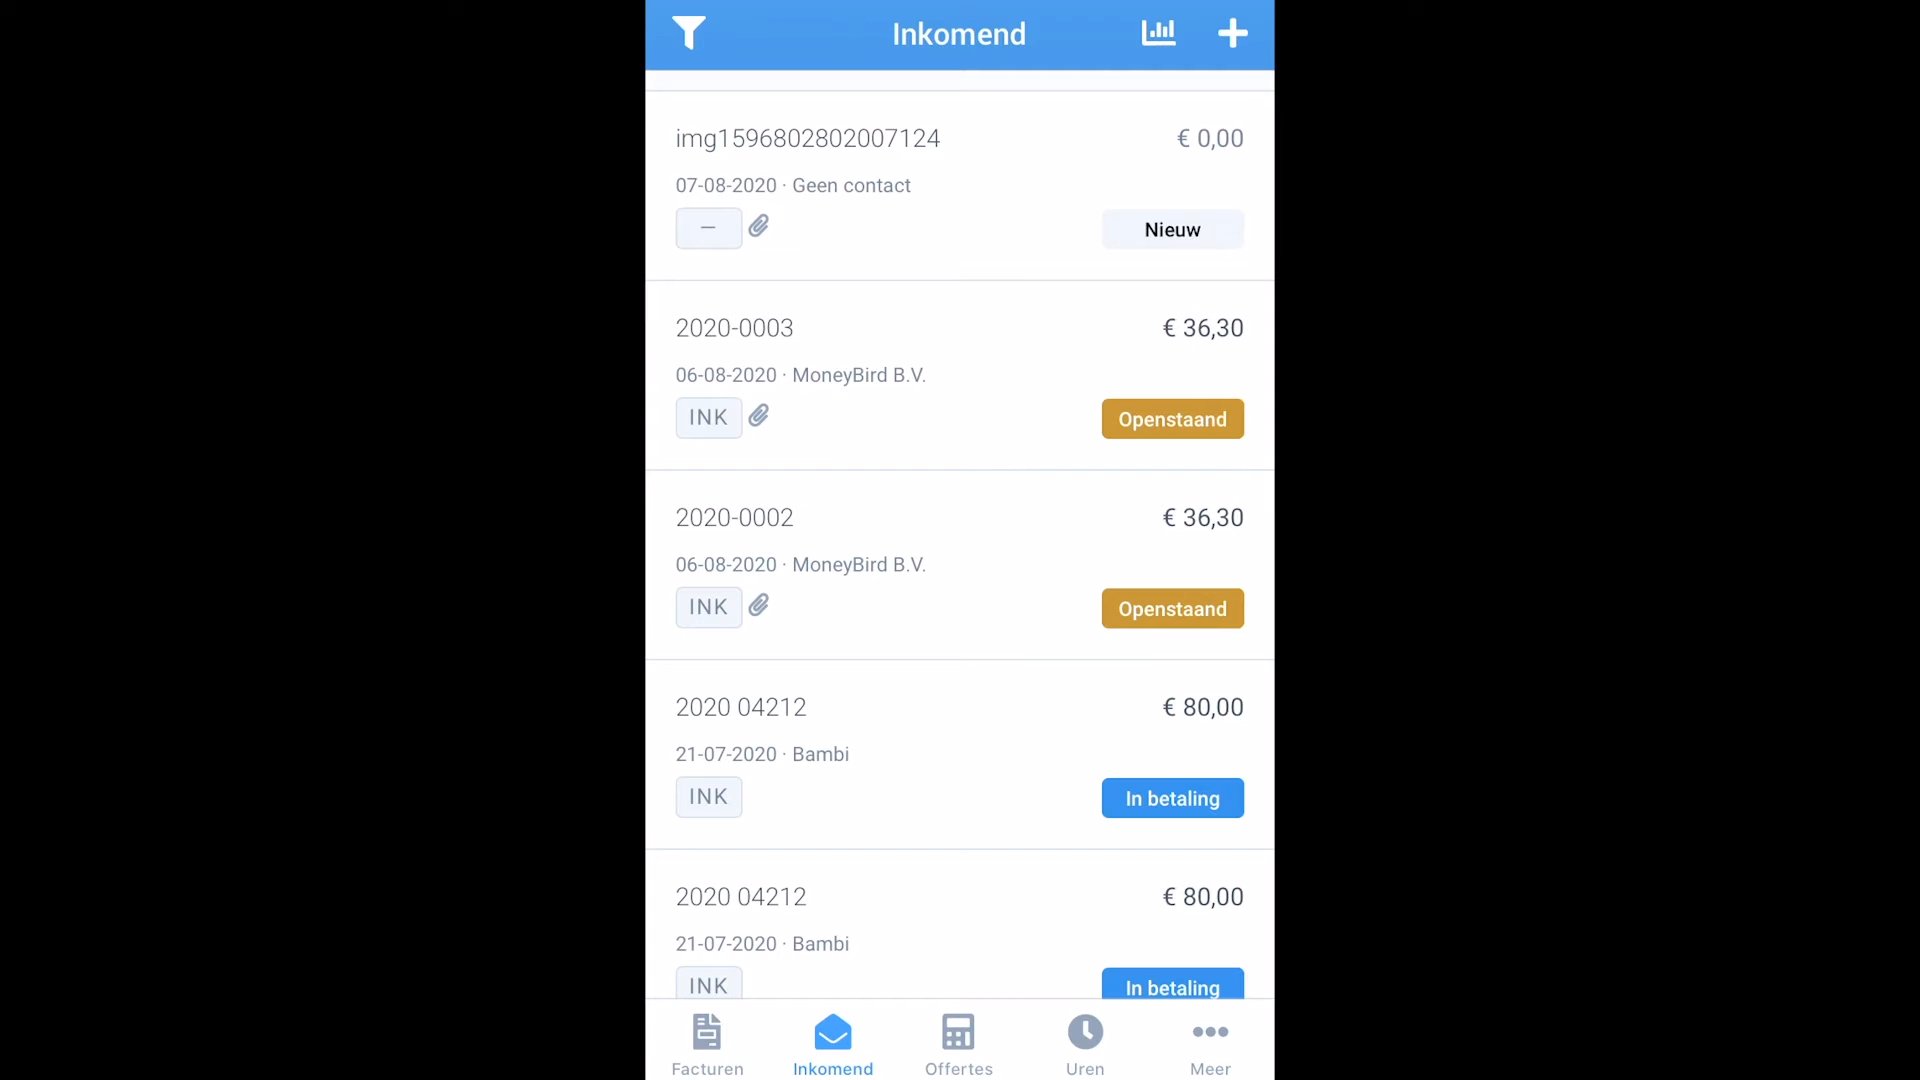 Inkomend
img1596802802007124
€ 0,00
07-08-2020 · Geen contact
–
Nieuw
2020-0003
€ 36,30
06-08-2020 · MoneyBird B.V.
INK
Openstaand
2020-0002
€ 36,30
06-08-2020 · MoneyBird B.V.
INK
Openstaand
2020 04212
€ 80,00
21-07-2020 · Bambi
INK
In betaling
2020 04212
€ 80,00
21-07-2020 · Bambi
INK
In betaling
Facturen
Inkomend
Offertes
Uren
Meer